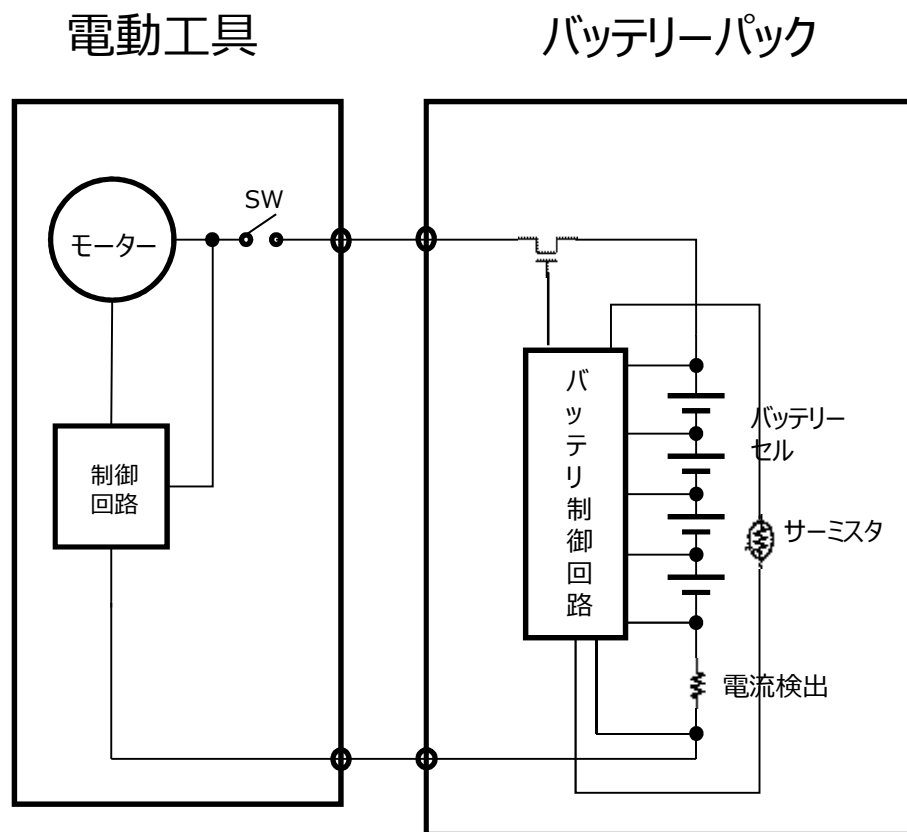 電動工具
バッテリーパック
SW
モーター
制御
回路
バッテリ制御回路
バッテリー
セル
サーミスタ
電流検出